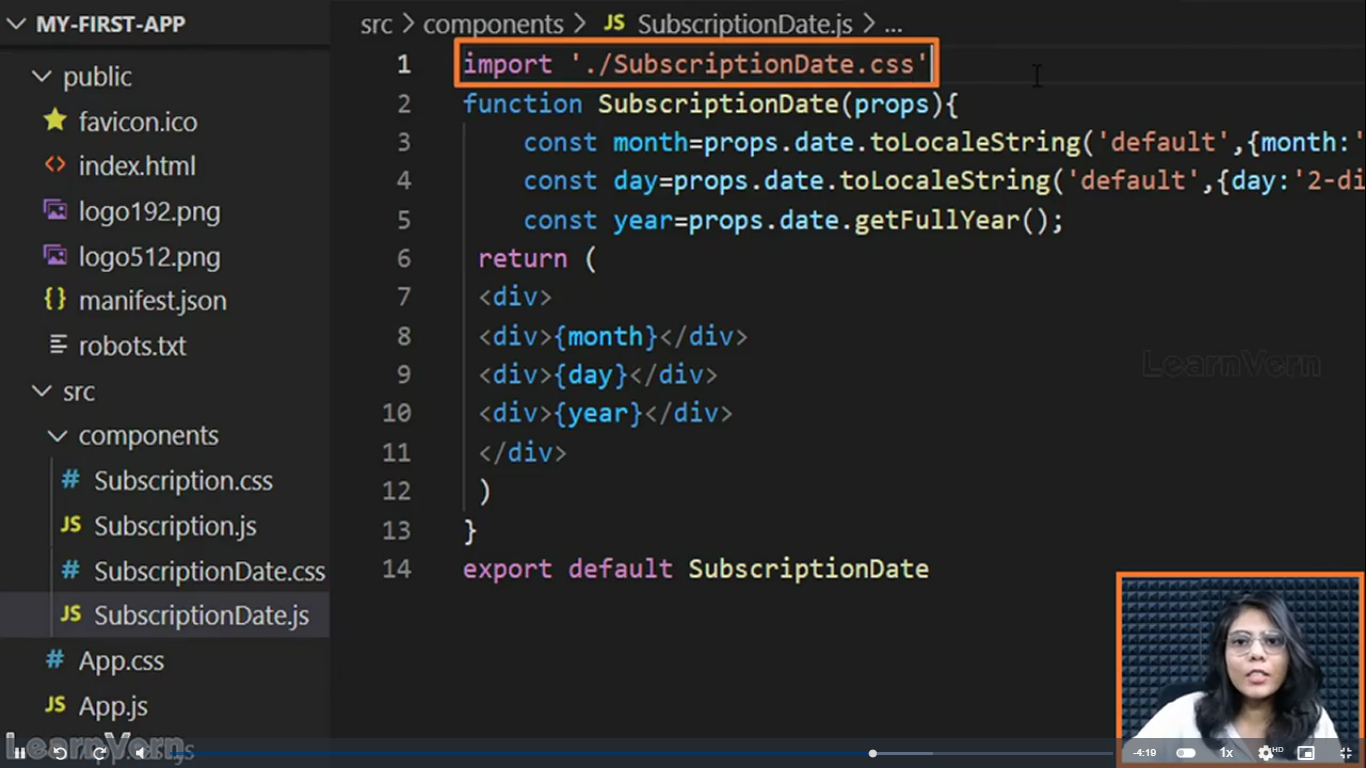 MY-FIRST-APP
public
favicon.ico
index.html
logo192.png
logo512.png
manifest.json
robots.txt
src
components
Subscription.css
Subscription.js
SubscriptionDate.css
SubscriptionDate.js
App.css
App.js
src > components > JS SubscriptionDate.js > ...
1 import './SubscriptionDate.css'
2 function SubscriptionDate(props){
3 const month=props.date.toLocaleString('default',{month:'
4 const day=props.date.toLocaleString('default',{day:'2-di
5 const year=props.date.getFullYear();
6 return (
7 <div>
8 <div>{month}</div>
9 <div>{day}</div>
10 <div>{year}</div>
11 </div>
12 )
13 }
14 export default SubscriptionDate
LearnVern
LearnVern
-4:19
1x
HD